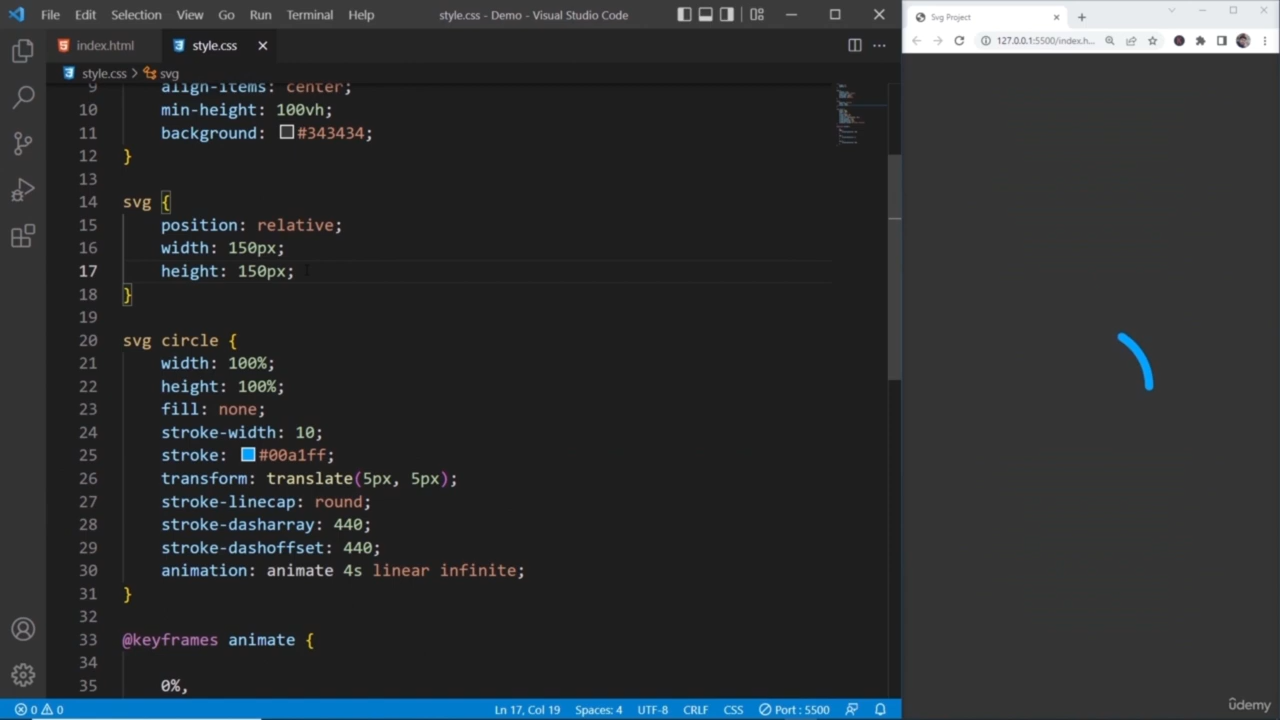 File Edit Selection View Go Run Terminal Help
style.css - Demo - Visual Studio Code
Svg Project
index.html
style.css
127.0.0.1:5500/index.h...
style.css > svg
9 align-items: center;
10 min-height: 100vh;
11 background: #343434;
12 }
13
14 svg {
15 position: relative;
16 width: 150px;
17 height: 150px;
18 }
19
20 svg circle {
21 width: 100%;
22 height: 100%;
23 fill: none;
24 stroke-width: 10;
25 stroke: #00a1ff;
26 transform: translate(5px, 5px);
27 stroke-linecap: round;
28 stroke-dasharray: 440;
29 stroke-dashoffset: 440;
30 animation: animate 4s linear infinite;
31 }
32
33 @keyframes animate {
34
35 0%,
0 0 Ln 17, Col 19 Spaces: 4 UTF-8 CRLF CSS Port : 5500
ûdemy